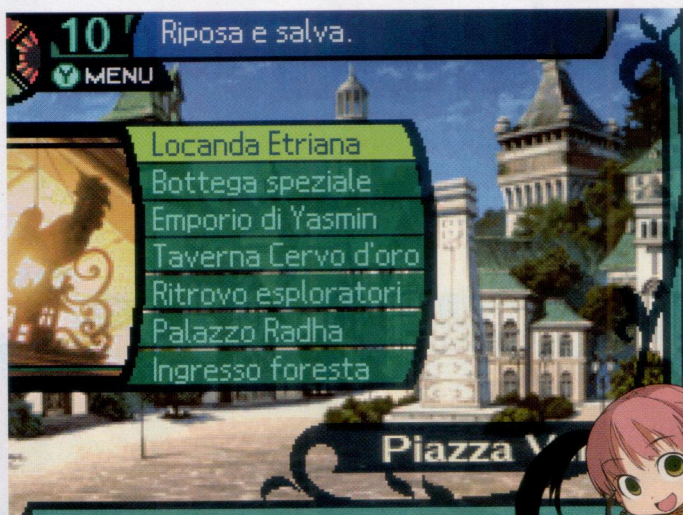 10
Riposa e salva.
Y MENU
Locanda Etriana
Bottega speziale
Emporio di Yasmin
Taverna Cervo d'oro
Ritrovo esploratori
Palazzo Radha
Ingresso foresta
Piazza